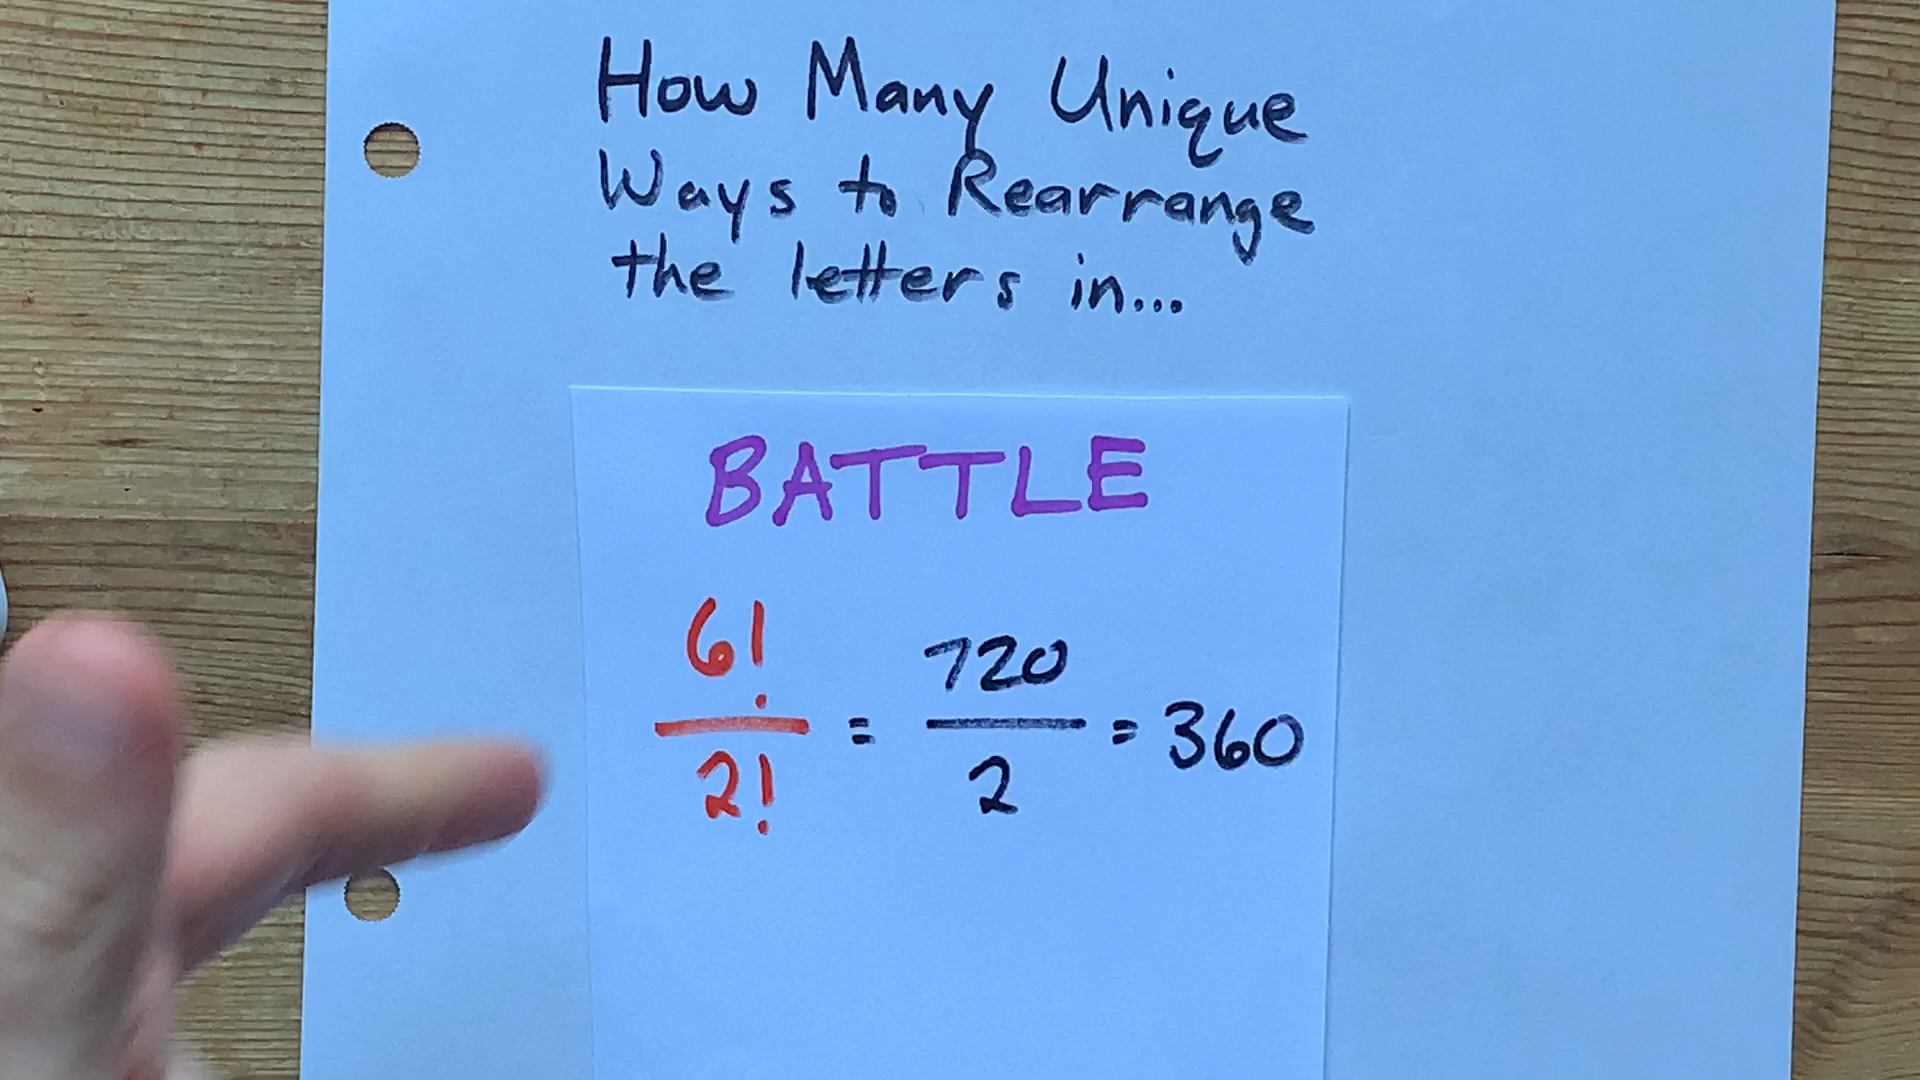 How Many Unique
Ways to Rearrange
the letters in...
BATTLE
6!/2! = 720/2 = 360